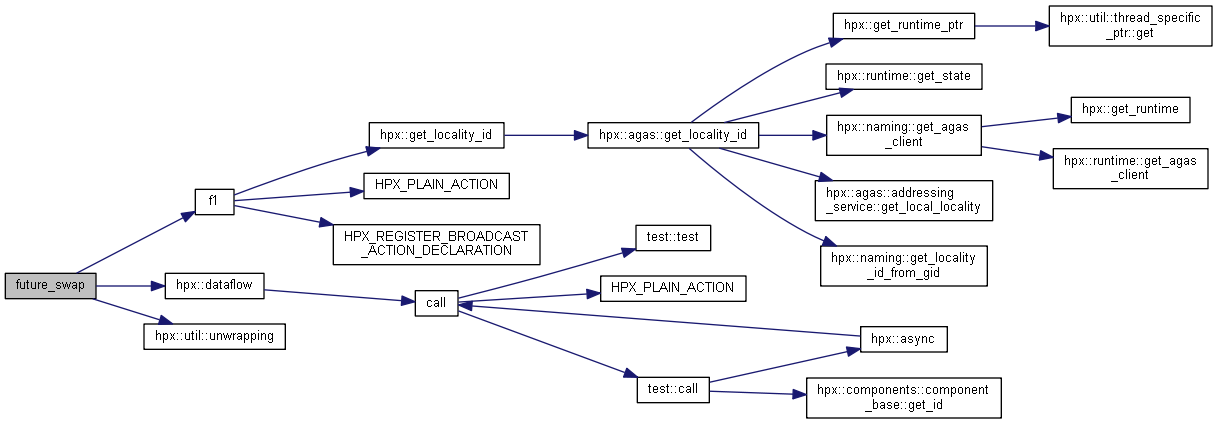 hpx::get_runtime_ptr
hpx::util::thread_specific
_ptr::get
hpx::runtime::get_state
hpx::get_runtime
hpx::get_locality_id
hpx::agas::get_locality_id
hpx::naming::get_agas
_client
hpx::runtime::get_agas
_client
HPX_PLAIN_ACTION
hpx::agas::addressing
_service::get_local_locality
f1
HPX_REGISTER_BROADCAST
_ACTION_DECLARATION
test::test
hpx::naming::get_locality
_id_from_gid
future_swap
hpx::dataflow
call
HPX_PLAIN_ACTION
hpx::util::unwrapping
hpx::async
test::call
hpx::components::component
_base::get_id